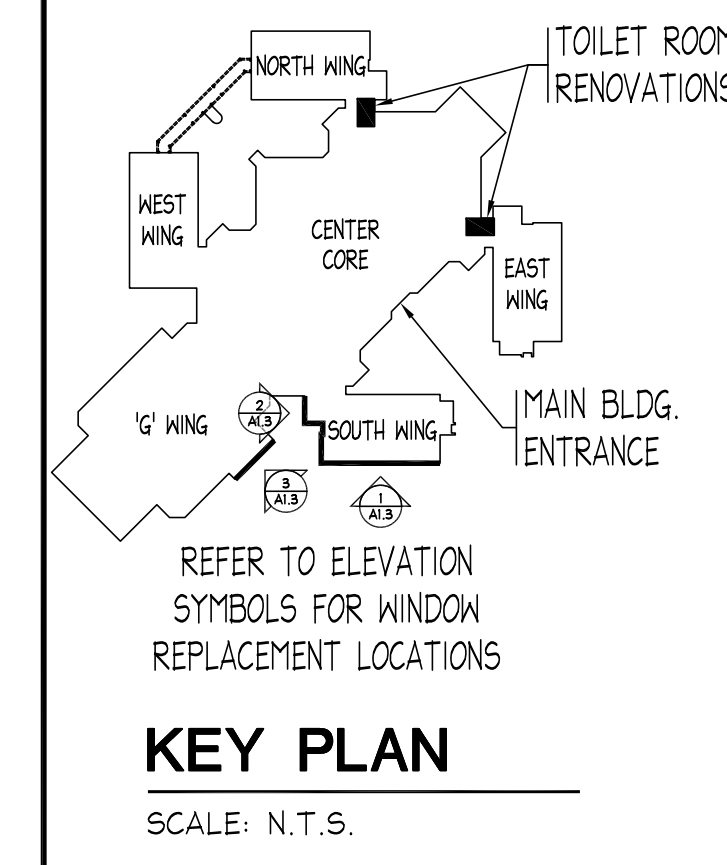 TOILET ROOM
RENOVATIONS
NORTH WING
WEST
WING
CENTER
CORE
EAST
WING
MAIN BLDG.
ENTRANCE
'G' WING
2
A1.3
SOUTH WING
3
A1.3
1
A1.3
REFER TO ELEVATION
SYMBOLS FOR WINDOW
REPLACEMENT LOCATIONS
KEY PLAN
SCALE: N.T.S.